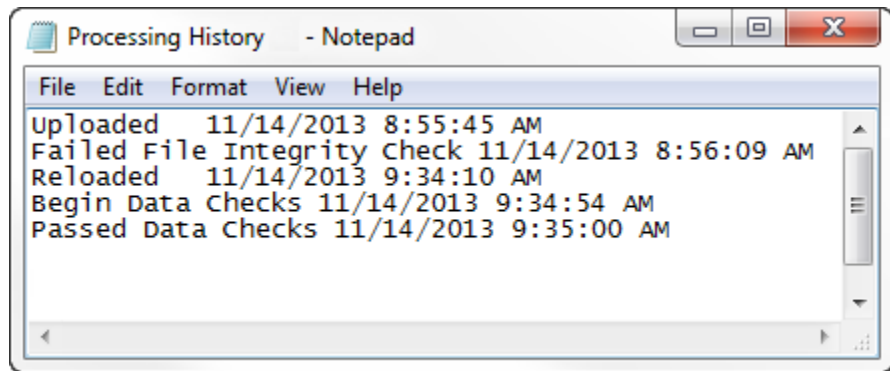 Processing History - Notepad
File Edit Format View Help
Uploaded 11/14/2013 8:55:45 AM
Failed File Integrity Check 11/14/2013 8:56:09 AM
Reloaded 11/14/2013 9:34:10 AM
Begin Data Checks 11/14/2013 9:34:54 AM
Passed Data Checks 11/14/2013 9:35:00 AM